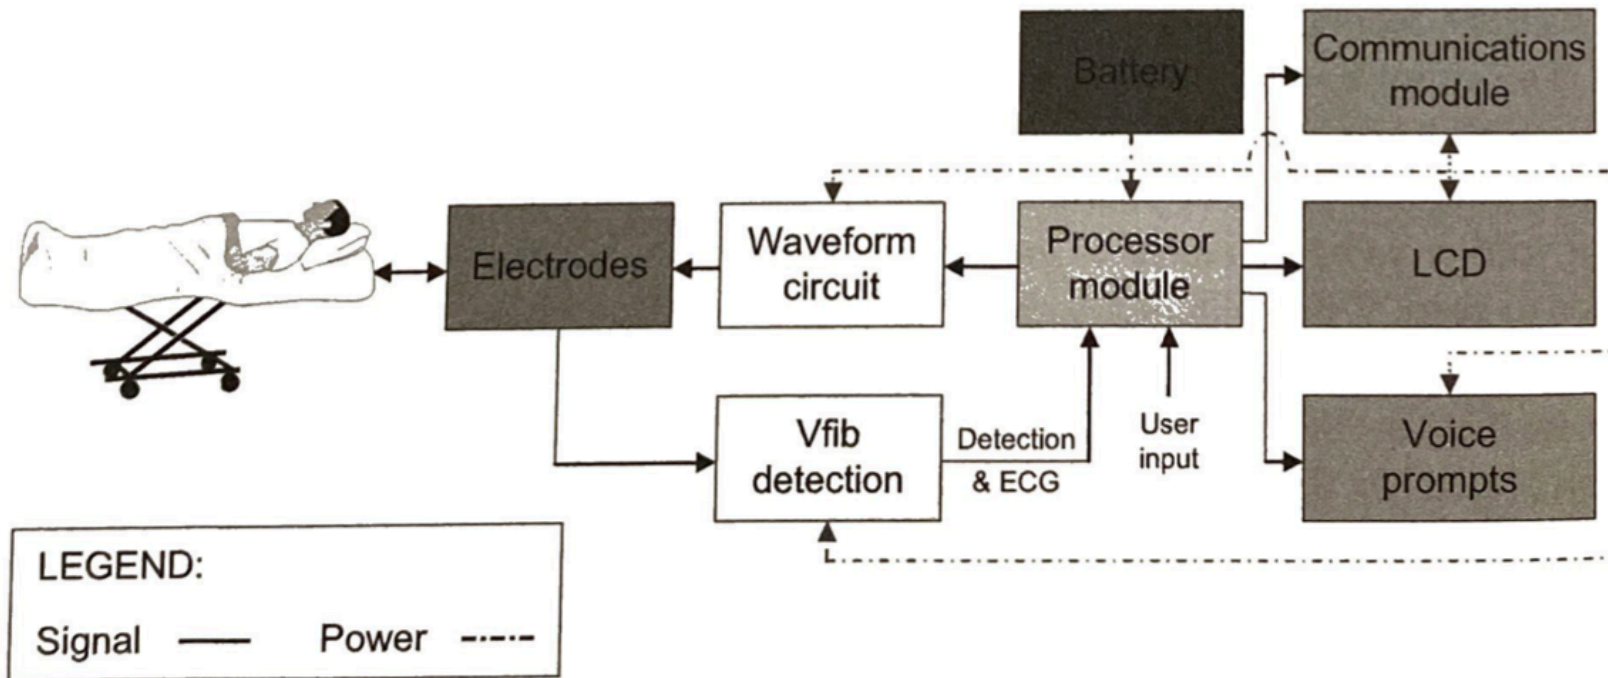 Battery
Communications
module
Electrodes
Waveform
circuit
Processor
module
LCD
Vfib
detection
Detection
& ECG
User
input
Voice
prompts
LEGEND:
Signal
Power